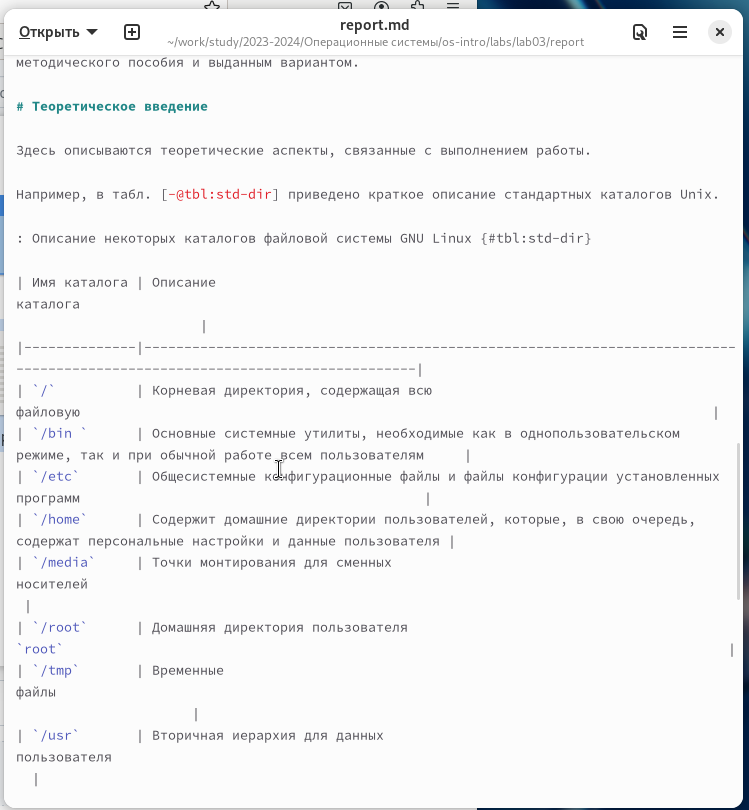 Открыть
report.md
~/work/study/2023-2024/Операционные системы/os-intro/labs/lab03/report
методического пособия и выданным вариантом.
# Теоретическое введение
Здесь описываются теоретические аспекты, связанные с выполнением работы.
Например, в табл. [-@tbl:std-dir] приведено краткое описание стандартных каталогов Unix.
: Описание некоторых каталогов файловой системы GNU Linux {#tbl:std-dir}
| Имя каталога | Описание
каталога
|
|--------------|--------------------------------------------------------------------------
--------------------------------------------------|
| `/`          | Корневая директория, содержащая всю
файловую                                                                               |
| `/bin `      | Основные системные утилиты, необходимые как в однопользовательском
режиме, так и при обычной работе всем пользователям     |
| `/etc`       | Общесистемные конфигурационные файлы и файлы конфигурации установленных
программ                                           |
| `/home`      | Содержит домашние директории пользователей, которые, в свою очередь,
содержат персональные настройки и данные пользователя |
| `/media`     | Точки монтирования для сменных
носителей
|
| `/root`      | Домашняя директория пользователя
`root`                                                                                   |
| `/tmp`       | Временные
файлы
|
| `/usr`       | Вторичная иерархия для данных
пользователя
|